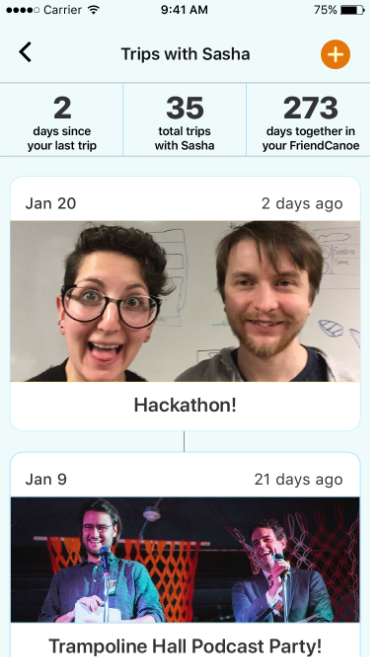 Carrier 9:41 AM 75%
Trips with Sasha
2 35 273
days since total trips days together in
your last trip with Sasha your FriendCanoe
Jan 20 2 days ago
Hackathon!
Jan 9 21 days ago
Trampoline Hall Podcast Party!